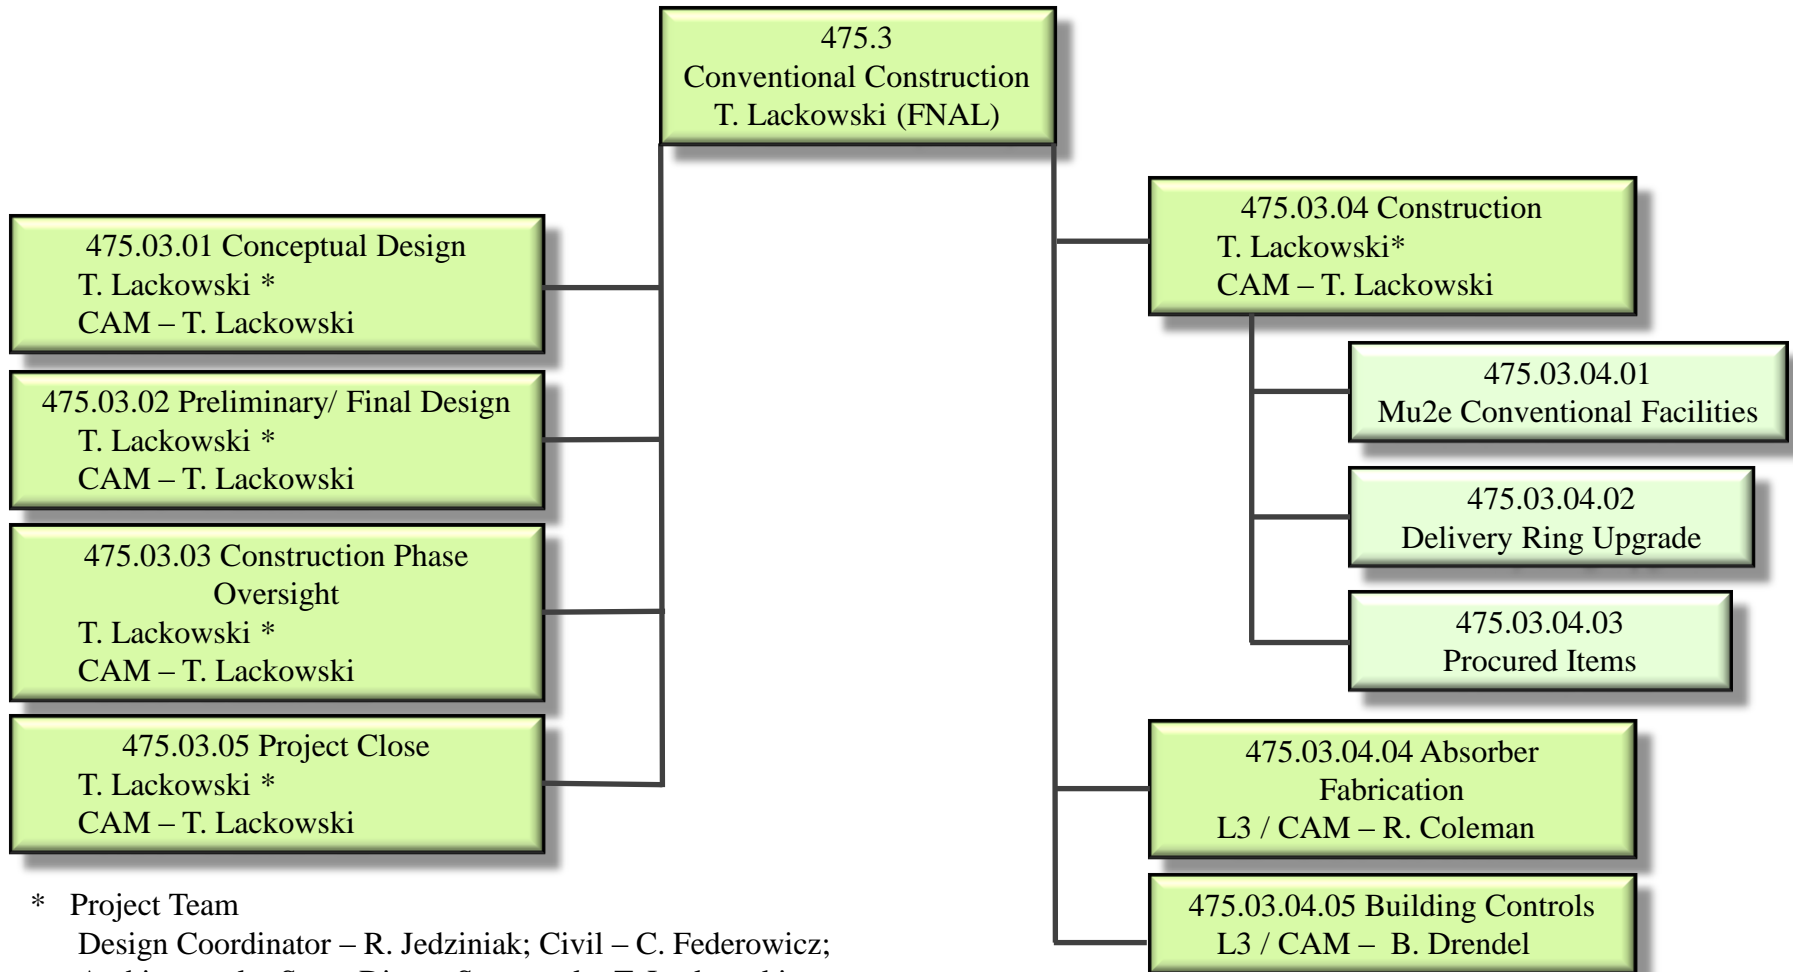 475.3
Conventional Construction
T. Lackowski (FNAL)
475.03.01 Conceptual Design
T. Lackowski *
CAM – T. Lackowski
475.03.02 Preliminary/ Final Design
T. Lackowski *
CAM – T. Lackowski
475.03.03 Construction Phase
Oversight
T. Lackowski *
CAM – T. Lackowski
475.03.05 Project Close
T. Lackowski *
CAM – T. Lackowski
475.03.04 Construction
T. Lackowski*
CAM – T. Lackowski
475.03.04.01
Mu2e Conventional Facilities
475.03.04.02
Delivery Ring Upgrade
475.03.04.03
Procured Items
475.03.04.04 Absorber
Fabrication
L3 / CAM – R. Coleman
475.03.04.05 Building Controls
L3 / CAM – B. Drendel
* Project Team
Design Coordinator – R. Jedziniak; Civil – C. Federowicz;